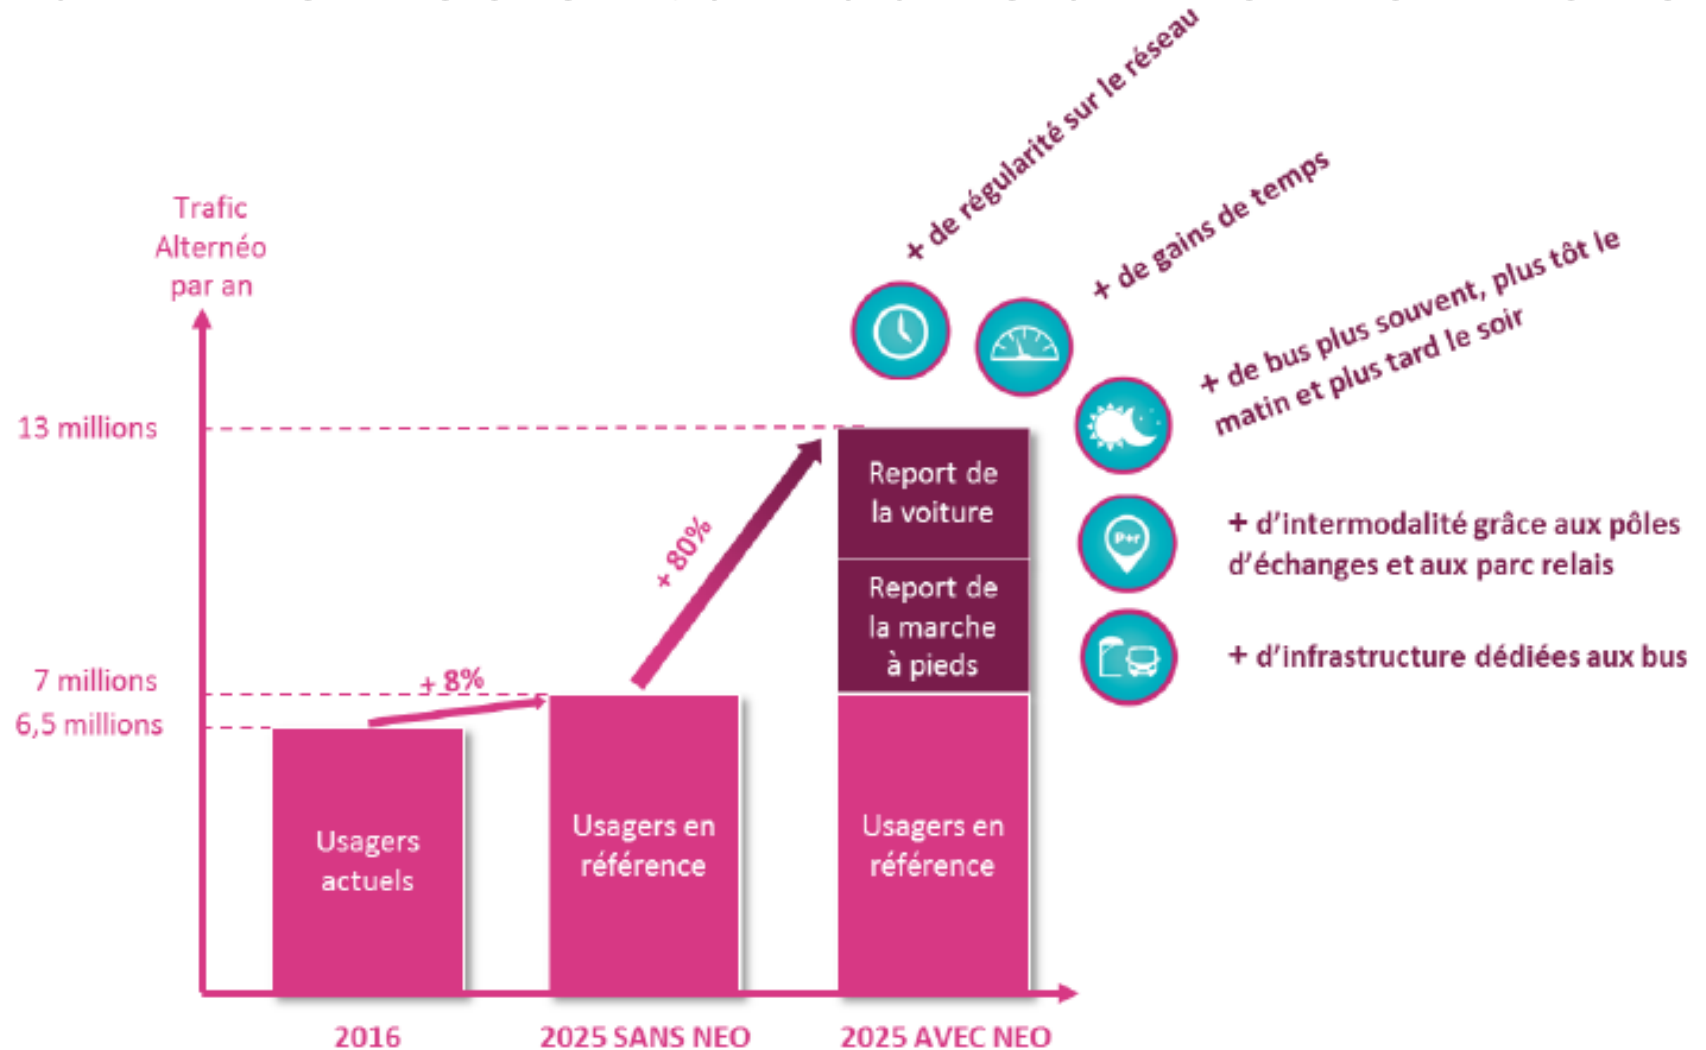 Trafic
Alternéo
par an
13 millions
7 millions
6,5 millions
+ 8%
+ 80%
Usagers
actuels
Usagers en
référence
Report de
la voiture
Report de
la marche
à pieds
Usagers en
référence
2016
2025 SANS NEO
2025 AVEC NEO
+ de régularité sur le réseau
+ de gains de temps
+ de bus plus souvent, plus tôt le
matin et plus tard le soir
P+r
+ d'intermodalité grâce aux pôles
d'échanges et aux parc relais
+ d'infrastructure dédiées aux bus